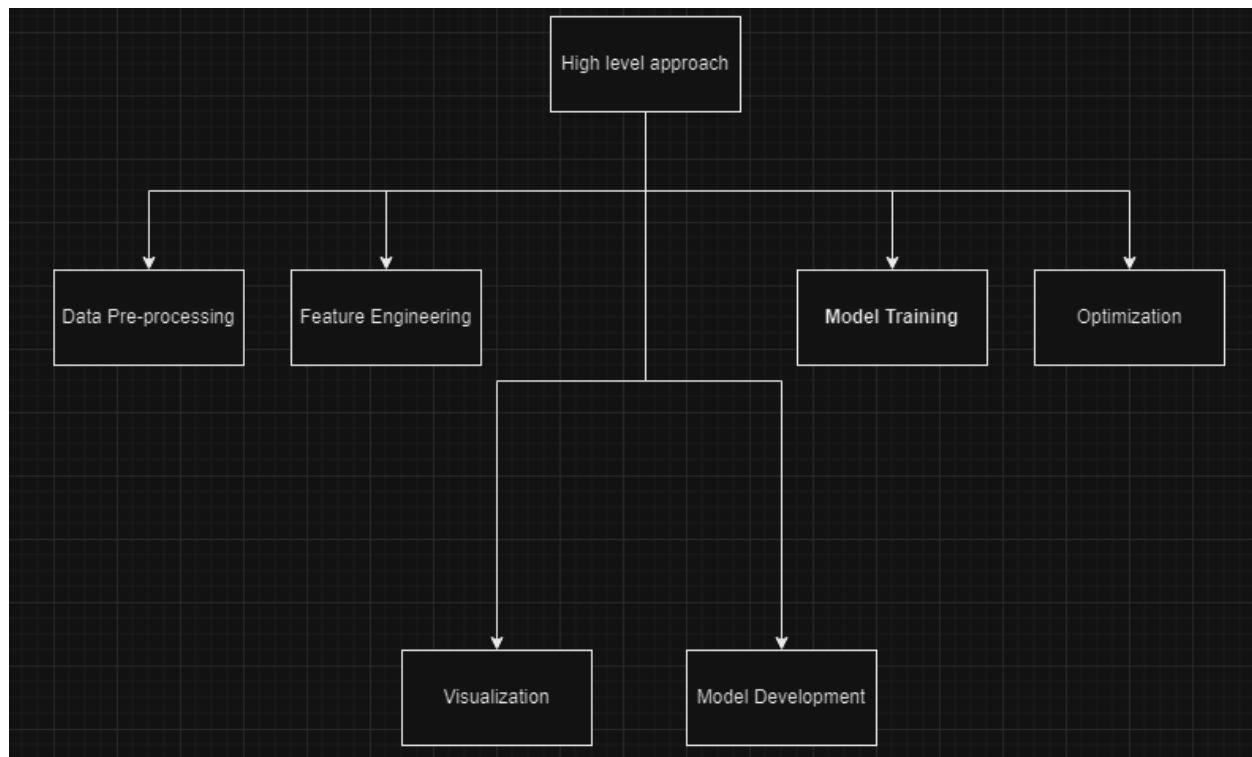 High level approach
Data Pre-processing
Feature Engineering
Model Training
Optimization
Visualization
Model Development